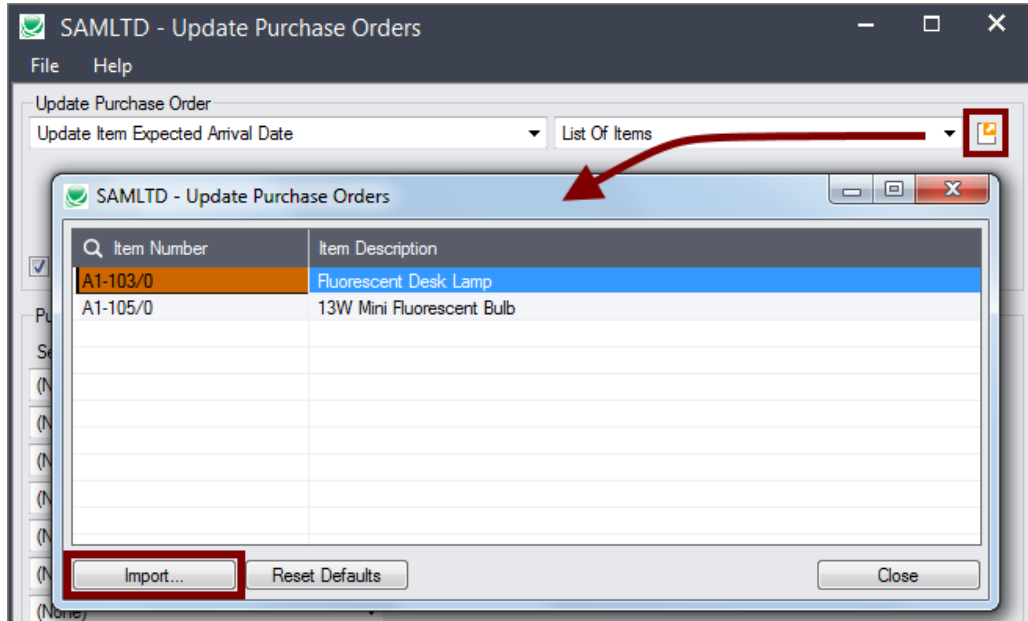 SAMLTD - Update Purchase Orders
File Help
Update Purchase Order
Update Item Expected Arrival Date List Of Items
SAMLTD - Update Purchase Orders
Item Number Item Description
A1-103/0 Fluorescent Desk Lamp
A1-105/0 13W Mini Fluorescent Bulb
Import... Reset Defaults Close
(None)